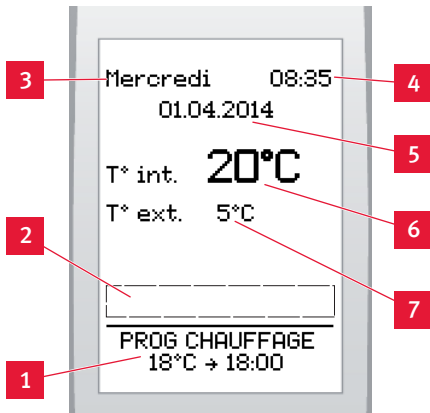 3 Mercredi 08:35 4
01.04.2014
5
T° int. 20°C
6
T° ext. 5°C
2
7
PROG CHAUFFAGE
18°C → 18:00
1